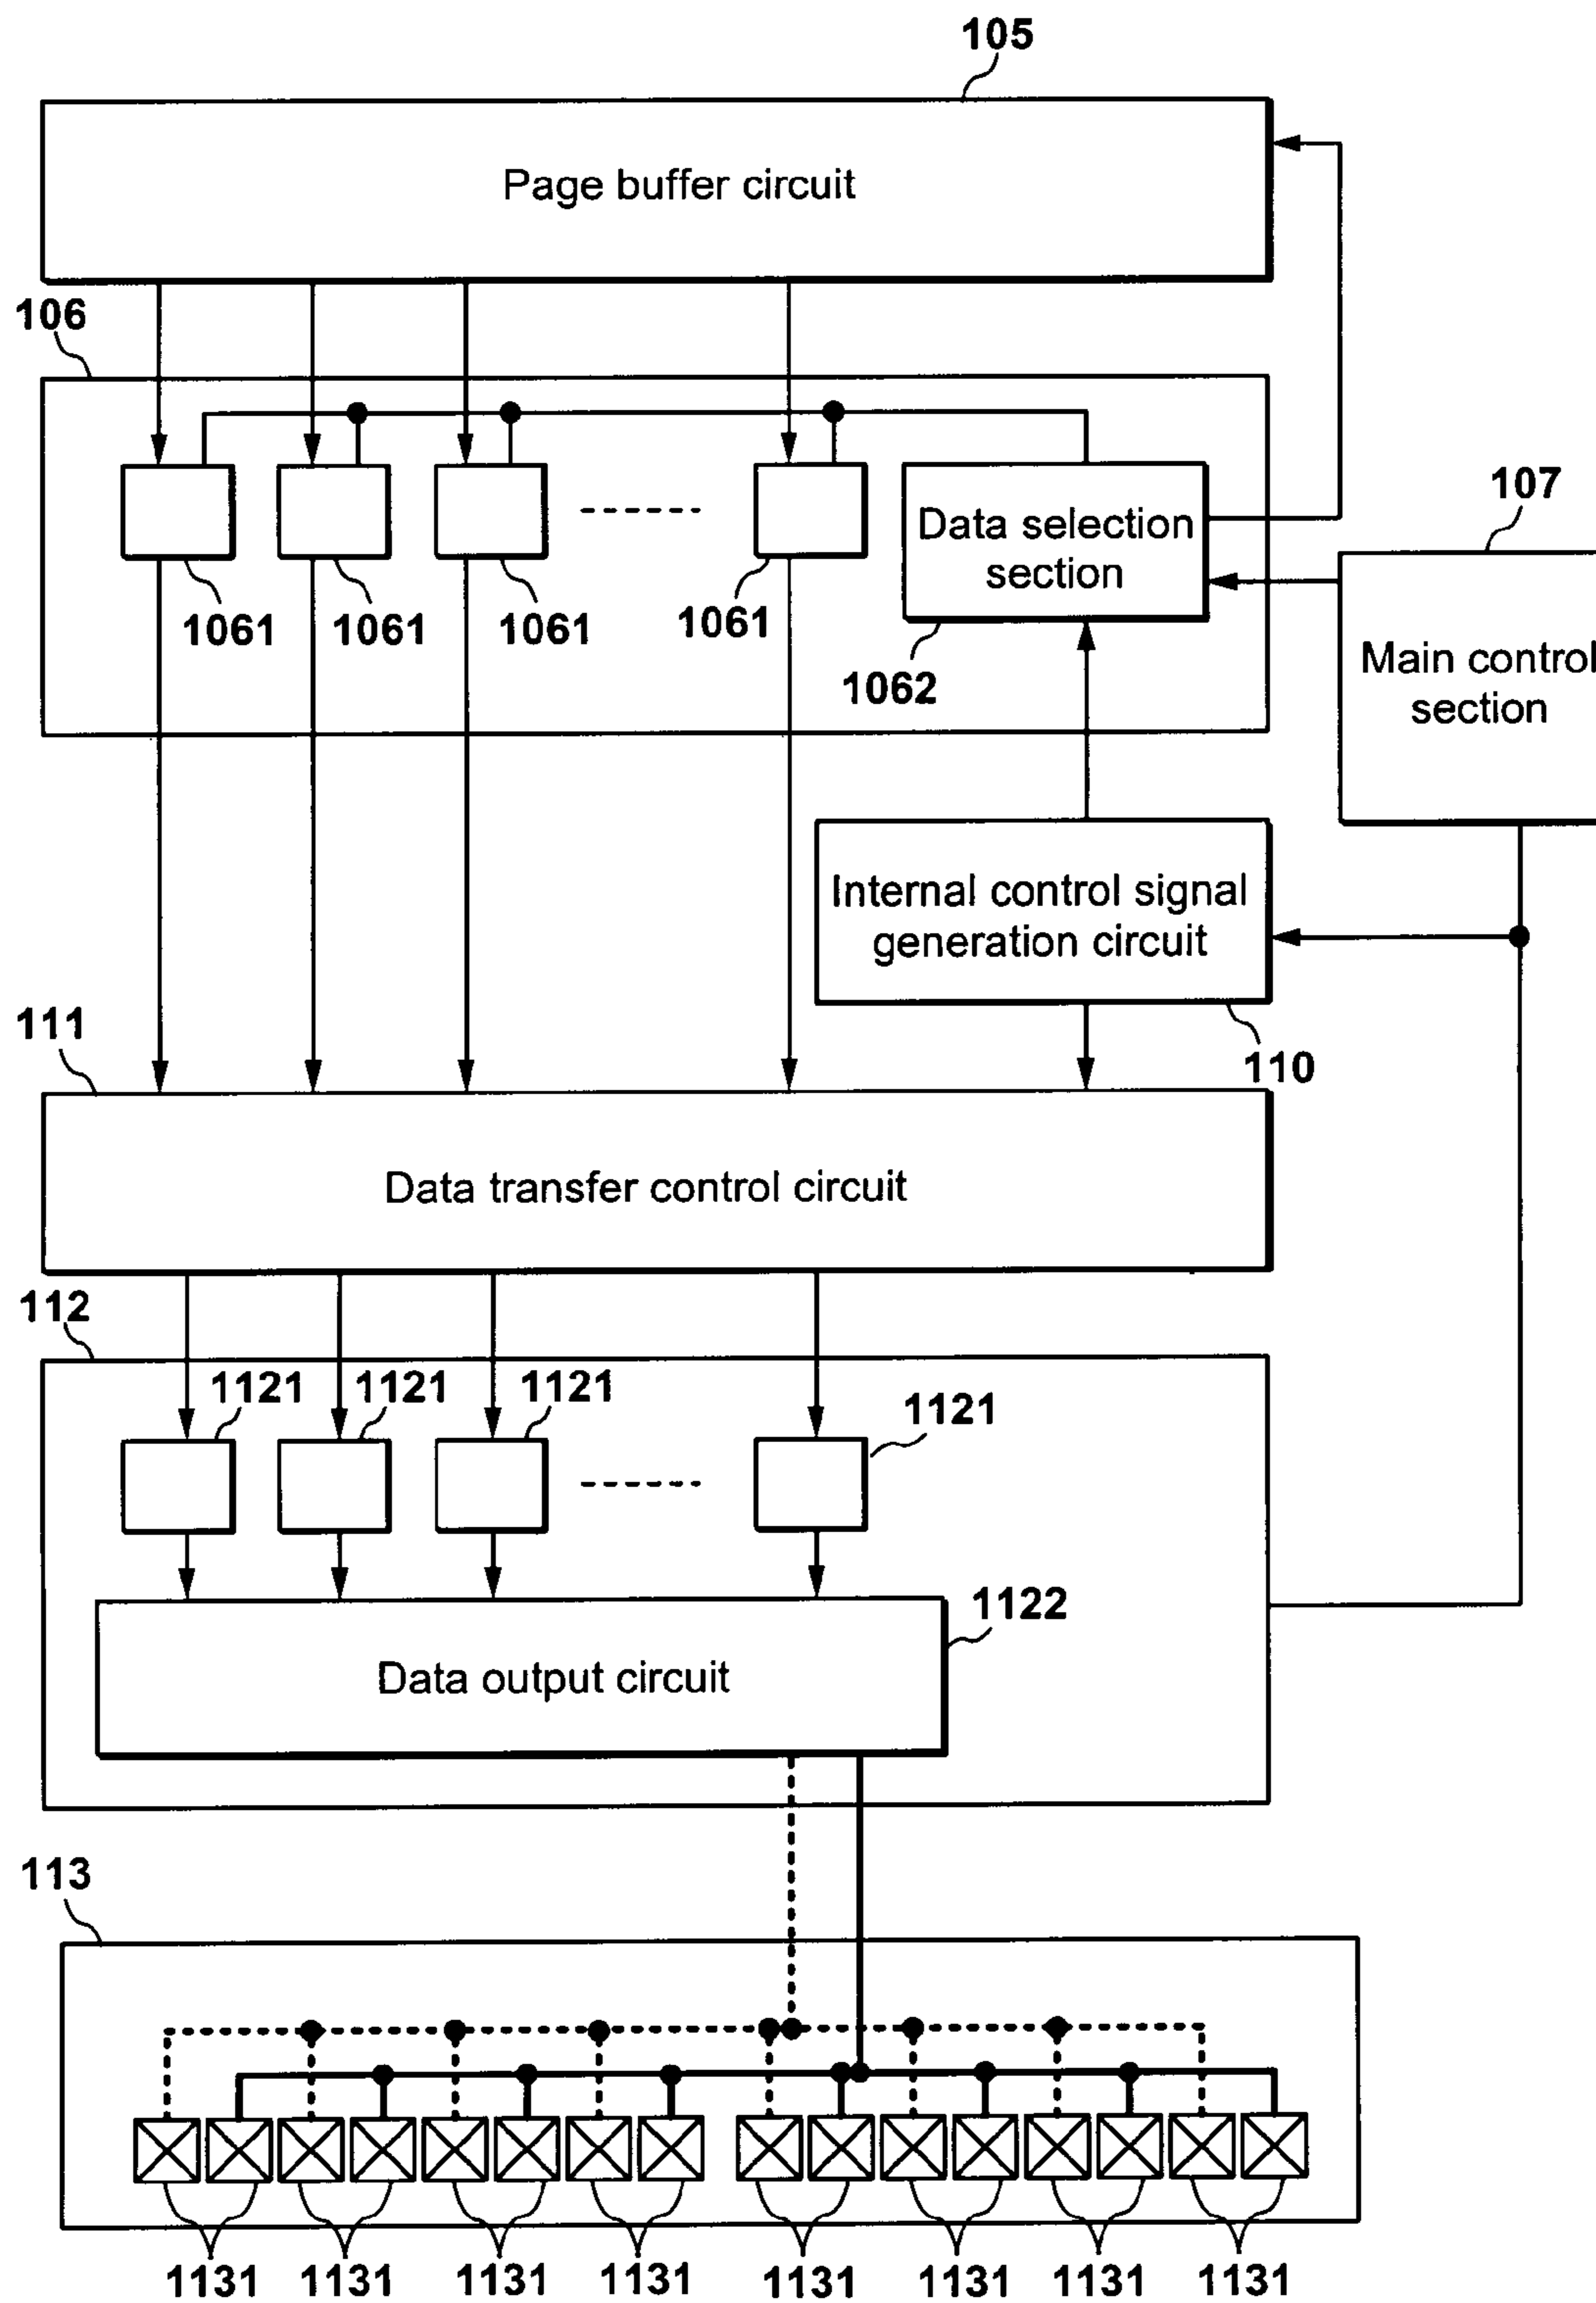 105
Page buffer circuit
106
107
Data selection
section
1061
1061
1061
1061
1062
Main control
section
Internal control signal
generation circuit
110
111
Data transfer control circuit
112
1121
1121
1121
1121
1122
Data output circuit
113
1131
1131
1131
1131
1131
1131
1131
1131